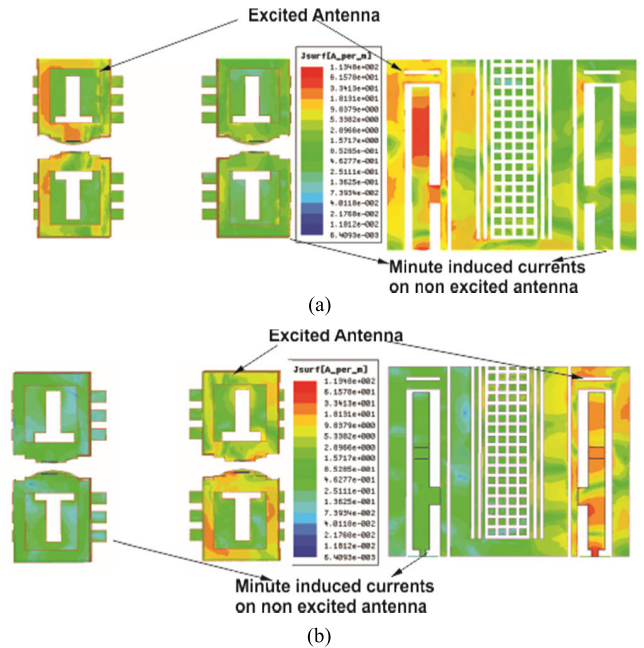 Excited Antenna
Jsurf[A_per_m]
1.1348e+002
6.1578e+001
3.3413e+001
1.8131e+001
9.8379e+000
5.3382e+000
2.8966e+000
1.5717e+000
8.5285e-001
4.6277e-001
2.5111e-001
1.3625e-001
7.3934e-002
4.0118e-002
2.1768e-002
1.1812e-002
6.4093e-003
Minute induced currents
on non excited antenna
(a)
Excited Antenna
Jsurf[A_per_m]
1.1348e+002
6.1578e+001
3.3413e+001
1.8131e+001
9.8379e+000
5.3382e+000
2.8966e+000
1.5717e+000
8.5285e-001
4.6277e-001
2.5111e-001
1.3625e-001
7.3934e-002
4.0118e-002
2.1768e-002
1.1812e-002
6.4093e-003
Minute induced currents
on non excited antenna
(b)